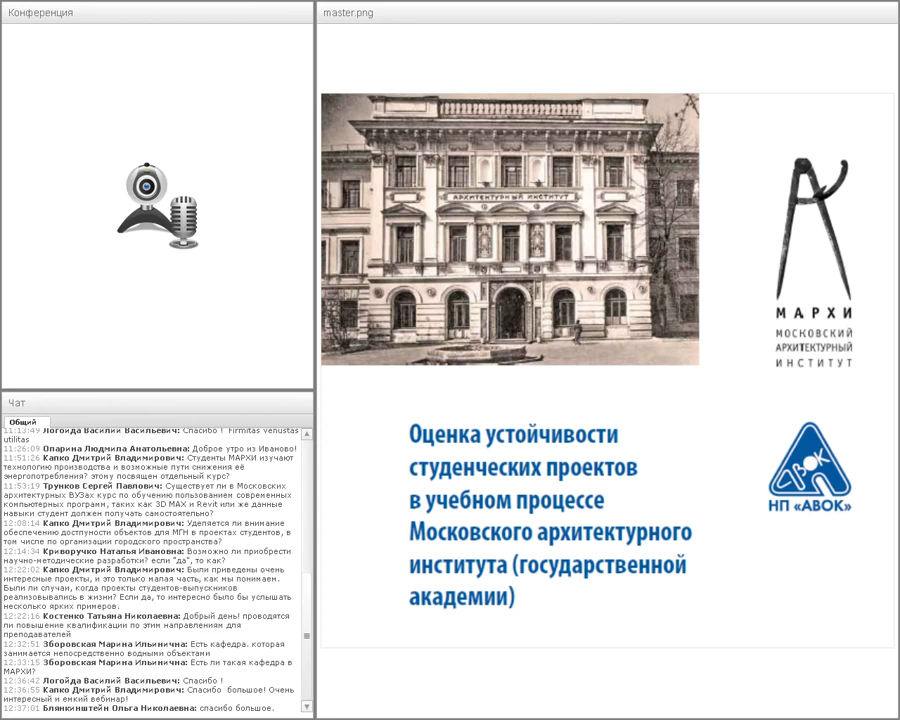 Конференция
master.png
АРХИТЕКТУРНЫЙ ИНСТИТУТ
МАРХИ
МОСКОВСКИЙ
АРХИТЕКТУРНЫЙ
ИНСТИТУТ
Оценка устойчивости
студенческих проектов
в учебном процессе
Московского архитектурного
института (государственной
академии)
АВОК
НП «АВОК»
Чат
Общий
11:13:49 Логойда Василий Васильевич: Спасибо ! Firmitas venustas
utilitas
11:26:09 Опарина Людмила Анатольевна: Доброе утро из Иваново!
11:51:26 Капко Дмитрий Владимирович: Студенты МАРХИ изучают
технологию производства и возможные пути снижения её
энергопотребления? этому посвящен отдельный курс?
11:53:19 Трунков Сергей Павлович: Существует ли в Московских
архитектурных ВУЗах курс по обучению пользованием современных
компьютерных программ, таких как 3D MAX и Revit или же данные
навыки студент должен получать самостоятельно?
12:08:14 Капко Дмитрий Владимирович: Уделяется ли внимание
обеспечению достпуности объектов для МГН в проектах студентов, в
том числе по организации городского пространства?
12:14:34 Криворучко Наталья Ивановна: Возможно ли приобрести
научно-методические разработки? если "да", то как?
12:22:02 Капко Дмитрий Владимирович: Были приведены очень
интересные проекты, и это только малая часть, как мы понимаем.
Были ли случаи, когда проекты студентов-выпускников
реализовывались в жизни? Если да, то интересно было бы услышать
несколько ярких примеров.
12:22:16 Костенко Татьяна Николаевна: Добрый день! проводятся
ли повышение квалификации по этим направлениям для
преподавателей
12:32:51 Зборовская Марина Ильинична: Есть кафедра. которая
занимается непосредственно водными объектами
12:33:15 Зборовская Марина Ильинична: Есть ли такая кафедра в
МАРХИ?
12:36:42 Логойда Василий Васильевич: Спасибо !
12:36:55 Капко Дмитрий Владимирович: Спасибо большое! Очень
интересный и емкий вебинар!
12:37:01 Блянкинштейн Ольга Николаевна: спасибо большое.